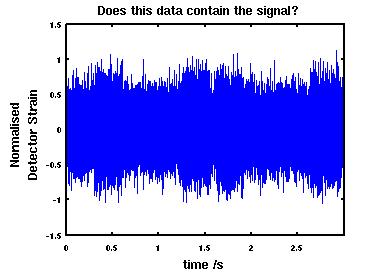 Does this data contain the signal?
1.5
1
0.5
0
-0.5
-1
-1.5
Normalised
Detector Strain
0 0.5 1 1.5 2 2.5
time /s